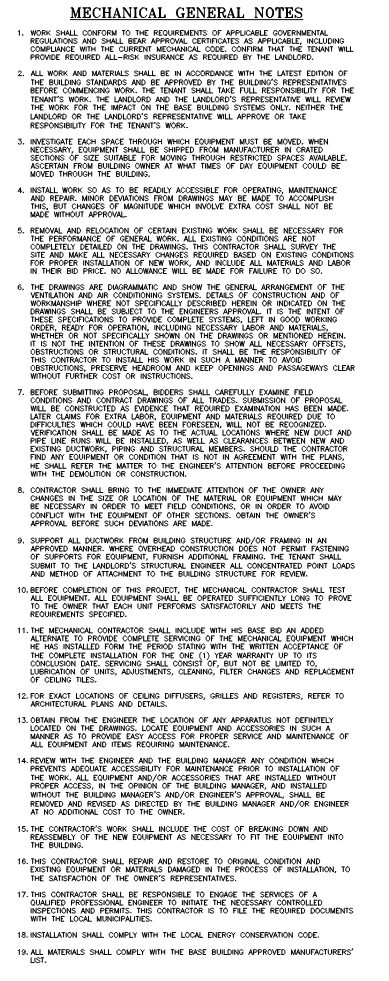 MECHANICAL GENERAL NOTES
1. WORK SHALL CONFORM TO THE REQUIREMENTS OF APPLICABLE GOVERNMENTAL
REGULATIONS AND SHALL BEAR APPROVAL CERTIFICATES AS APPLICABLE, INCLUDING
COMPLIANCE WITH THE CURRENT MECHANICAL CODE. CONFIRM THAT THE TENANT WILL
PROVIDE REQUIRED ALL-RISK INSURANCE AS REQUIRED BY THE LANDLORD.
2. ALL WORK AND MATERIALS SHALL BE IN ACCORDANCE WITH THE LATEST EDITION OF
THE BUILDING STANDARDS AND BE APPROVED BY THE BUILDING'S REPRESENTATIVES
BEFORE COMMENCING WORK. THE TENANT SHALL TAKE FULL RESPONSIBILITY FOR THE
TENANT'S WORK. THE LANDLORD AND THE LANDLORD'S REPRESENTATIVE WILL REVIEW
THE WORK FOR THE IMPACT ON THE BASE BUILDING SYSTEMS ONLY. NEITHER THE
LANDLORD OR THE LANDLORD'S REPRESENTATIVE WILL APPROVE OR TAKE
RESPONSIBILITY FOR THE TENANT'S WORK.
3. INVESTIGATE EACH SPACE THROUGH WHICH EQUIPMENT MUST BE MOVED. WHEN
NECESSARY, EQUIPMENT SHALL BE SHIPPED FROM MANUFACTURER IN CRATED
SECTIONS OF SIZE SUITABLE FOR MOVING THROUGH RESTRICTED SPACES AVAILABLE.
ASCERTAIN FROM BUILDING OWNER AT WHAT TIMES OF DAY EQUIPMENT COULD BE
MOVED THROUGH THE BUILDING.
4. INSTALL WORK SO AS TO BE READILY ACCESSIBLE FOR OPERATING, MAINTENANCE
AND REPAIR. MINOR DEVIATIONS FROM DRAWINGS MAY BE MADE TO ACCOMPLISH
THIS, BUT CHANGES OF MAGNITUDE WHICH INVOLVE EXTRA COST SHALL NOT BE
MADE WITHOUT APPROVAL.
5. REMOVAL AND RELOCATION OF CERTAIN EXISTING WORK SHALL BE NECESSARY FOR
THE PERFORMANCE OF GENERAL WORK. ALL EXISTING CONDITIONS ARE NOT
COMPLETELY DETAILED ON THE DRAWINGS. THIS CONTRACTOR SHALL SURVEY THE
SITE AND MAKE ALL NECESSARY CHANGES REQUIRED BASED ON EXISTING CONDITIONS
FOR PROPER INSTALLATION OF NEW WORK, AND INCLUDE ALL MATERIALS AND LABOR
IN THEIR BID PRICE. NO ALLOWANCE WILL BE MADE FOR FAILURE TO DO SO.
6. THE DRAWINGS ARE DIAGRAMMATIC AND SHOW THE GENERAL ARRANGEMENT OF THE
VENTILATION AND AIR CONDITIONING SYSTEMS. DETAILS OF CONSTRUCTION AND OF
WORKMANSHIP WHERE NOT SPECIFICALLY DESCRIBED HEREIN OR INDICATED ON THE
DRAWINGS SHALL BE SUBJECT TO THE ENGINEERS APPROVAL. IT IS THE INTENT OF
THESE SPECIFICATIONS TO PROVIDE COMPLETE SYSTEMS, LEFT IN GOOD WORKING
ORDER, READY FOR OPERATION, INCLUDING NECESSARY LABOR AND MATERIALS,
WHETHER OR NOT SPECIFICALLY SHOWN ON THE DRAWINGS OR MENTIONED HEREIN.
IT IS NOT THE INTENTION OF THESE DRAWINGS TO SHOW ALL NECESSARY OFFSETS,
OBSTRUCTIONS OR STRUCTURAL CONDITIONS. IT SHALL BE THE RESPONSIBILITY OF
THIS CONTRACTOR TO INSTALL HIS WORK IN SUCH A MANNER TO AVOID
OBSTRUCTIONS, PRESERVE HEADROOM AND KEEP OPENINGS AND PASSAGEWAYS CLEAR
WITHOUT FURTHER COST OR INSTRUCTIONS.
7. BEFORE SUBMITTING PROPOSAL, BIDDERS SHALL CAREFULLY EXAMINE FIELD
CONDITIONS AND CONTRACT DRAWINGS OF ALL TRADES. SUBMISSION OF PROPOSAL
WILL BE CONSTRUCTED AS EVIDENCE THAT REQUIRED EXAMINATION HAS BEEN MADE.
LATER CLAIMS FOR EXTRA LABOR, EQUIPMENT AND MATERIALS REQUIRED DUE TO
DIFFICULTIES WHICH COULD HAVE BEEN FORESEEN, WILL NOT BE RECOGNIZED.
VERIFICATION SHALL BE MADE AS TO THE ACTUAL LOCATIONS WHERE NEW DUCT AND
PIPE LINE RUNS WILL BE INSTALLED, AS WELL AS CLEARANCES BETWEEN NEW AND
EXISTING DUCTWORK, PIPING AND STRUCTURAL MEMBERS. SHOULD THE CONTRACTOR
FIND ANY EQUIPMENT OR CONDITION THAT IS NOT IN AGREEMENT WITH THE PLANS,
HE SHALL REFER THE MATTER TO THE ENGINEER'S ATTENTION BEFORE PROCEEDING
WITH THE DEMOLITION OR CONSTRUCTION.
8. CONTRACTOR SHALL BRING TO THE IMMEDIATE ATTENTION OF THE OWNER ANY
CHANGES IN THE SIZE OR LOCATION OF THE MATERIAL OR EQUIPMENT WHICH MAY
BE NECESSARY IN ORDER TO MEET FIELD CONDITIONS, OR IN ORDER TO AVOID
CONFLICT WITH THE EQUIPMENT OF OTHER SECTIONS. OBTAIN THE OWNER'S
APPROVAL BEFORE SUCH DEVIATIONS ARE MADE.
9. SUPPORT ALL DUCTWORK FROM BUILDING STRUCTURE AND/OR FRAMING IN AN
APPROVED MANNER. WHERE OVERHEAD CONSTRUCTION DOES NOT PERMIT FASTENING
OF SUPPORTS FOR EQUIPMENT, FURNISH ADDITIONAL FRAMING. THE TENANT SHALL
SUBMIT TO THE LANDLORD'S STRUCTURAL ENGINEER ALL CONCENTRATED POINT LOADS
AND METHOD OF ATTACHMENT TO THE BUILDING STRUCTURE FOR REVIEW.
10. BEFORE COMPLETION OF THIS PROJECT, THE MECHANICAL CONTRACTOR SHALL TEST
ALL EQUIPMENT. ALL EQUIPMENT SHALL BE OPERATED SUFFICIENTLY LONG TO PROVE
TO THE OWNER THAT EACH UNIT PERFORMS SATISFACTORILY AND MEETS THE
REQUIREMENTS SPECIFIED.
11. THE MECHANICAL CONTRACTOR SHALL INCLUDE WITH HIS BASE BID AN ADDED
ALTERNATE TO PROVIDE COMPLETE SERVICING OF THE MECHANICAL EQUIPMENT WHICH
HE HAS INSTALLED FORM THE PERIOD STATING WITH THE WRITTEN ACCEPTANCE OF
THE COMPLETE INSTALLATION FOR THE ONE (1) YEAR WARRANTY UP TO ITS
CONCLUSION DATE. SERVICING SHALL CONSIST OF, BUT NOT BE LIMITED TO,
LUBRICATION OF UNITS, ADJUSTMENTS, CLEANING, FILTER CHANGES AND REPLACEMENT
OF CEILING TILES.
12. FOR EXACT LOCATIONS OF CEILING DIFFUSERS, GRILLES AND REGISTERS, REFER TO
ARCHITECTURAL PLANS AND DETAILS.
13. OBTAIN FROM THE ENGINEER THE LOCATION OF ANY APPARATUS NOT DEFINITELY
LOCATED ON THE DRAWINGS. LOCATE EQUIPMENT AND ACCESSORIES IN SUCH A
MANNER AS TO PROVIDE EASY ACCESS FOR PROPER SERVICE AND MAINTENANCE OF
ALL EQUIPMENT AND ITEMS REQUIRING MAINTENANCE.
14. REVIEW WITH THE ENGINEER AND THE BUILDING MANAGER ANY CONDITION WHICH
PREVENTS ADEQUATE ACCESSIBILITY FOR MAINTENANCE PRIOR TO INSTALLATION OF
THE WORK. ALL EQUIPMENT AND/OR ACCESSORIES THAT ARE INSTALLED WITHOUT
PROPER ACCESS, IN THE OPINION OF THE BUILDING MANAGER, AND INSTALLED
WITHOUT THE BUILDING MANAGER'S AND/OR ENGINEER'S APPROVAL, SHALL BE
REMOVED AND REVISED AS DIRECTED BY THE BUILDING MANAGER AND/OR ENGINEER
AT NO ADDITIONAL COST TO THE OWNER.
15. THE CONTRACTOR'S WORK SHALL INCLUDE THE COST OF BREAKING DOWN AND
REASSEMBLY OF THE NEW EQUIPMENT AS NECESSARY TO FIT THE EQUIPMENT INTO
THE BUILDING.
16. THIS CONTRACTOR SHALL REPAIR AND RESTORE TO ORIGINAL CONDITION AND
EXISTING EQUIPMENT OR MATERIALS DAMAGED IN THE PROCESS OF INSTALLATION, TO
THE SATISFACTION OF THE OWNER'S REPRESENTATIVES.
17. THIS CONTRACTOR SHALL BE RESPONSIBLE TO ENGAGE THE SERVICES OF A
QUALIFIED PROFESSIONAL ENGINEER TO INITIATE THE NECESSARY CONTROLLED
INSPECTIONS AND PERMITS. THIS CONTRACTOR IS TO FILE THE REQUIRED DOCUMENTS
WITH THE LOCAL MUNICIPALITIES.
18. INSTALLATION SHALL COMPLY WITH THE LOCAL ENERGY CONSERVATION CODE.
19. ALL MATERIALS SHALL COMPLY WITH THE BASE BUILDING APPROVED MANUFACTURERS'
LIST.